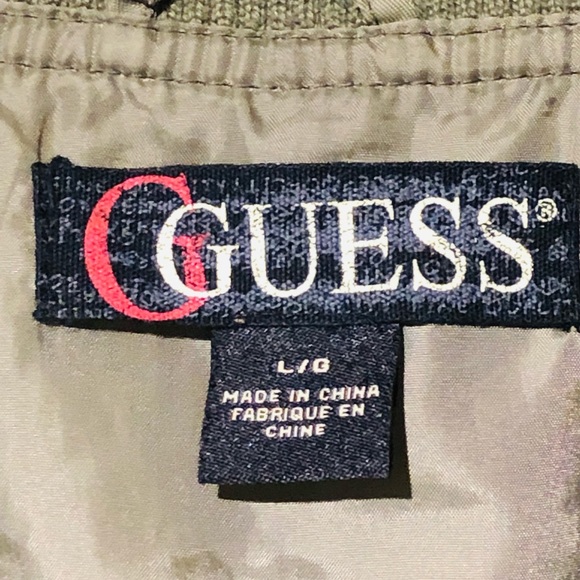 G GUESS®
L/G
MADE IN CHINA
FABRIQUE EN
CHINE